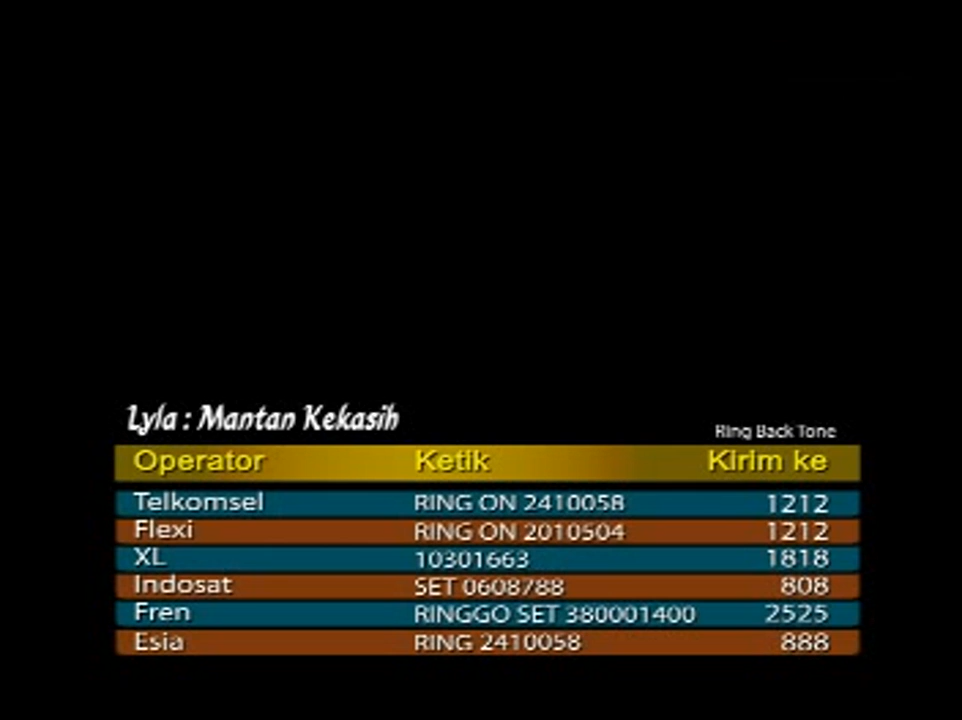 Lyla : Mantan Kekasih
Ring Back Tone
Operator Ketik Kirim ke
Telkomsel RING ON 2410058 1212
Flexi RING ON 2010504 1212
XL 10301663 1818
Indosat SET 0608788 808
Fren RINGGO SET 380001400 2525
Esia RING 2410058 888